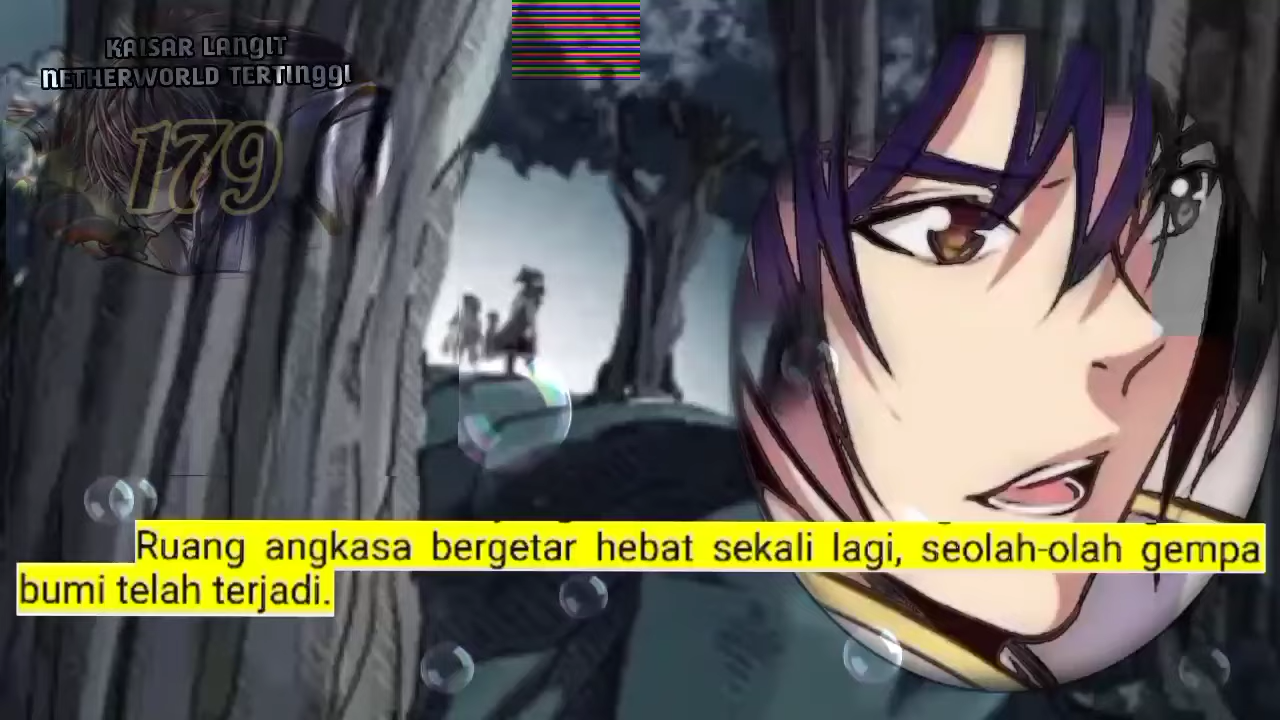 KAISAR LANGIT
NETHERWORLD TERTINGGI
179
Ruang angkasa bergetar hebat sekali lagi, seolah-olah gempa
bumi telah terjadi.